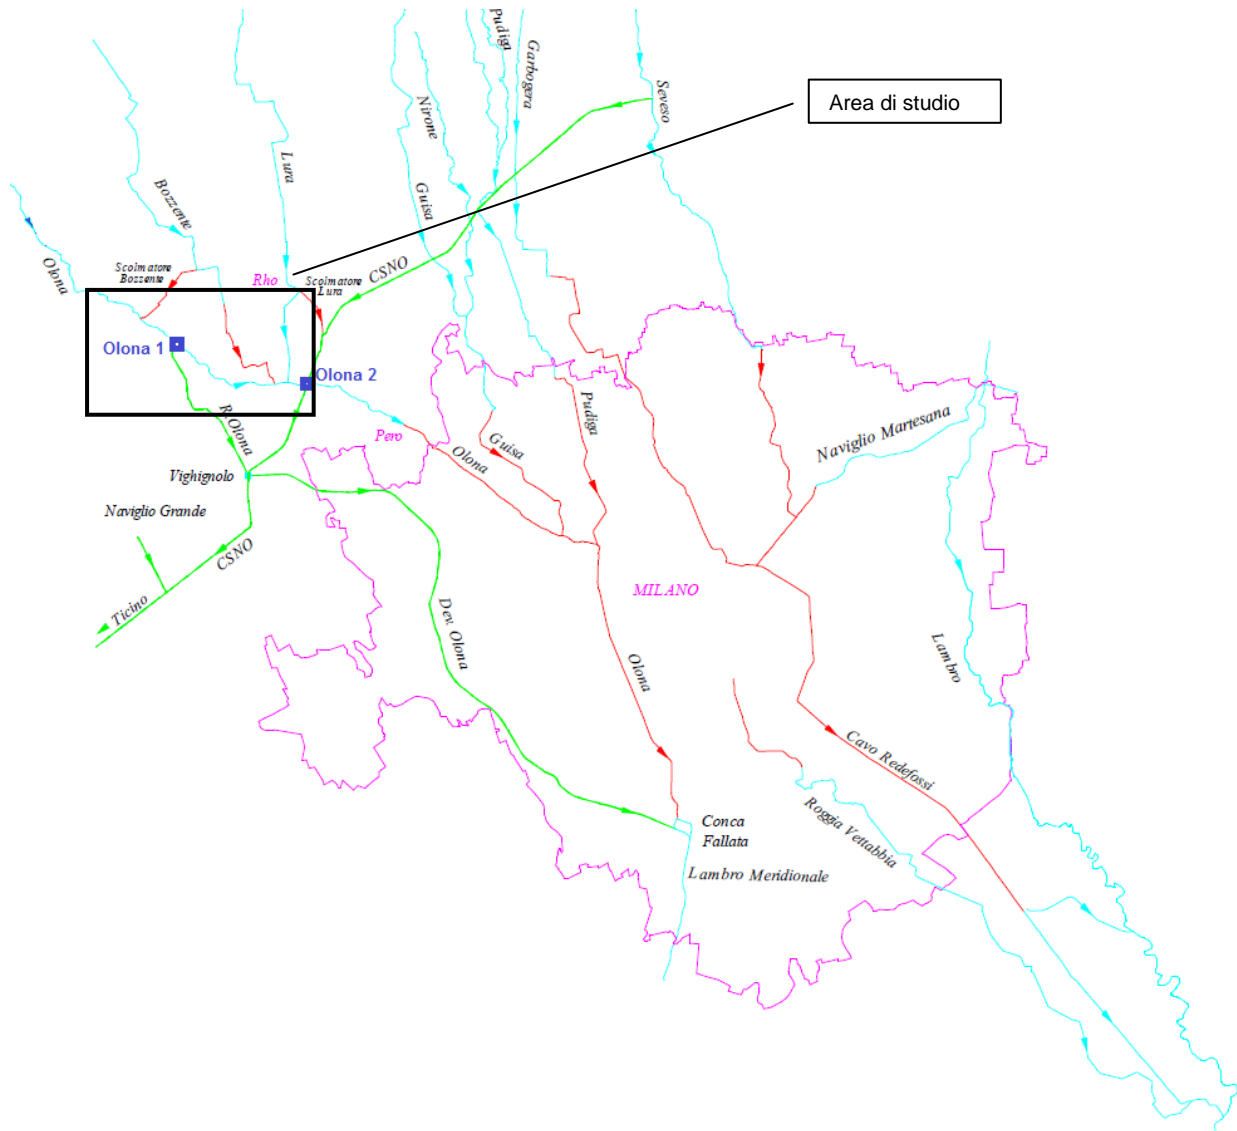 Pudiga
Garbogera
Seveso
Area di studio
Nirone
Lura
Bozzente
Guisa
Olona
Scolmatore
Bozzente
Rho
Scolmatore
Lura
CSNO
Olona 1
Olona 2
R.Olona
Pero
Pudiga
Guisa
Olona
Naviglio Martesana
Vighignolo
Naviglio Grande
CSNO
Ticino
MILANO
Dev. Olona
Olona
Lambro
Cavo Redefossi
Roggia Vettabbia
Conca
Fallata
Lambro Meridionale